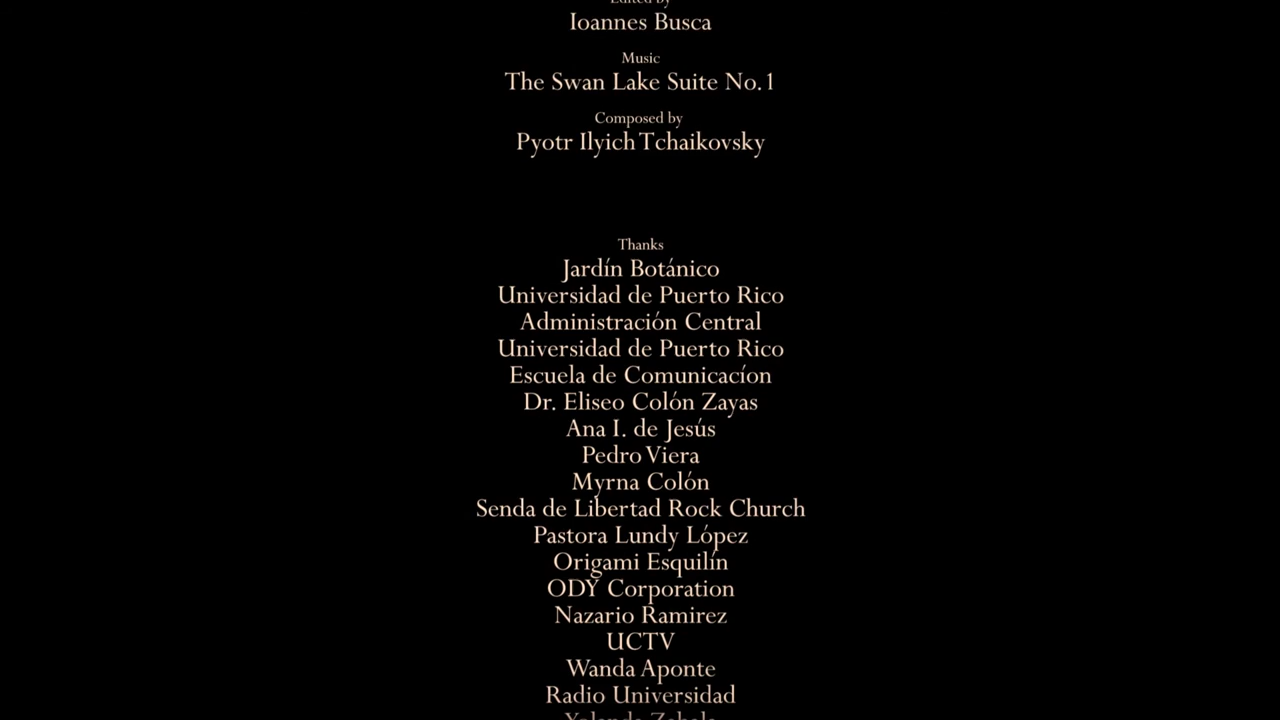 Edited by
Ioannes Busca
Music
The Swan Lake Suite No.1
Composed by
Pyotr Ilyich Tchaikovsky
Thanks
Jardín Botánico
Universidad de Puerto Rico
Administración Central
Universidad de Puerto Rico
Escuela de Comunicacíon
Dr. Eliseo Colón Zayas
Ana I. de Jesús
Pedro Viera
Myrna Colón
Senda de Libertad Rock Church
Pastora Lundy López
Origami Esquilín
ODY Corporation
Nazario Ramirez
UCTV
Wanda Aponte
Radio Universidad